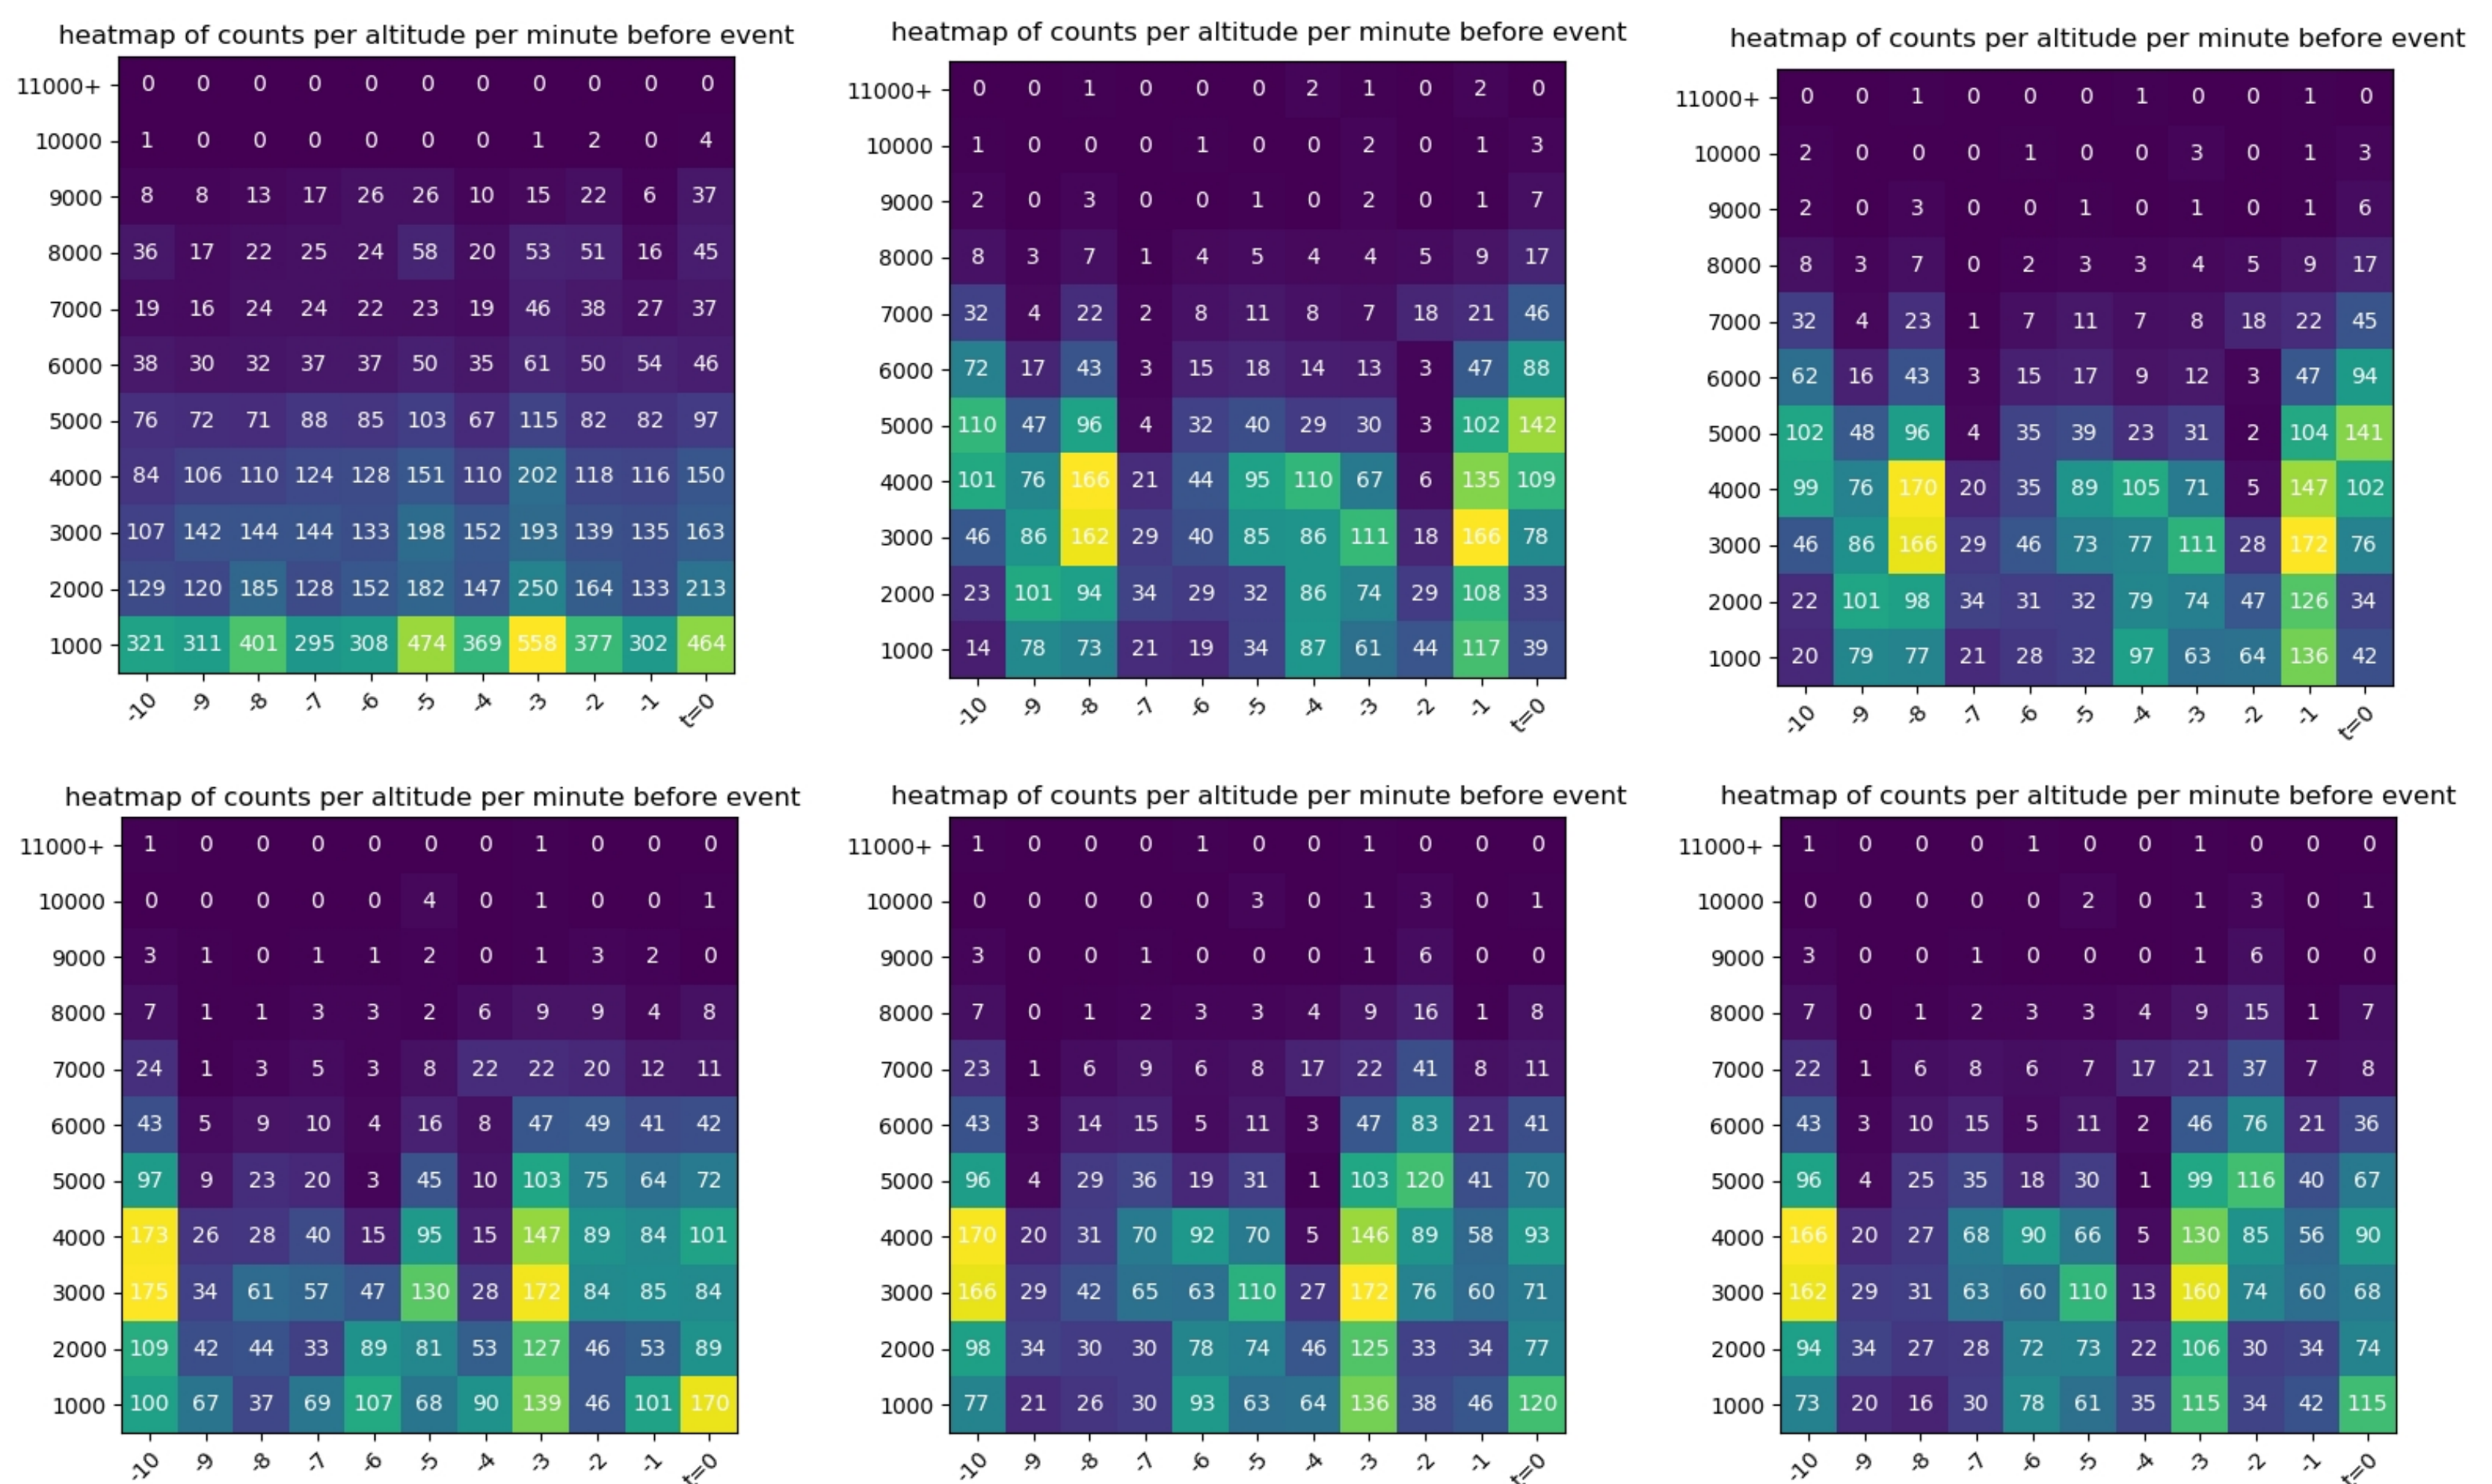 heatmap of counts per altitude per minute before event
11000+ 0 0 0 0 0 0 0 0 0 0 0
10000 1 0 0 0 0 0 0 1 2 0 4
9000 8 8 13 17 26 26 10 15 22 6 37
8000 36 17 22 25 24 58 20 53 51 16 45
7000 19 16 24 24 22 23 19 46 38 27 37
6000 38 30 32 37 37 50 35 61 50 54 46
5000 76 72 71 88 85 103 67 115 82 82 97
4000 84 106 110 124 128 151 110 202 118 116 150
3000 107 142 144 144 133 198 152 193 139 135 163
2000 129 120 185 128 152 182 147 250 164 133 213
1000 321 311 401 295 308 474 369 558 377 302 464
-10 -9 -8 -7 -6 -5 -4 -3 -2 -1 t=0
heatmap of counts per altitude per minute before event
11000+ 0 0 1 0 0 0 2 1 0 2 0
10000 1 0 0 0 1 0 0 2 0 1 3
9000 2 0 3 0 0 1 0 2 0 1 7
8000 8 3 7 1 4 5 4 4 5 9 17
7000 32 4 22 2 8 11 8 7 18 21 46
6000 72 17 43 3 15 18 14 13 3 47 88
5000 110 47 96 4 32 40 29 30 3 102 142
4000 101 76 166 21 44 95 110 67 6 135 109
3000 46 86 162 29 40 85 86 111 18 166 78
2000 23 101 94 34 29 32 86 74 29 108 33
1000 14 78 73 21 19 34 87 61 44 117 39
-10 -9 -8 -7 -6 -5 -4 -3 -2 -1 t=0
heatmap of counts per altitude per minute before event
11000+ 0 0 1 0 0 0 1 0 0 1 0
10000 2 0 0 0 1 0 0 3 0 1 3
9000 2 0 3 0 0 1 0 1 0 1 6
8000 8 3 7 0 2 3 3 4 5 9 17
7000 32 4 23 1 7 11 7 8 18 22 45
6000 62 16 43 3 15 17 9 12 3 47 94
5000 102 48 96 4 35 39 23 31 2 104 141
4000 99 76 170 20 35 89 105 71 5 147 102
3000 46 86 166 29 46 73 77 111 28 172 76
2000 22 101 98 34 31 32 79 74 47 126 34
1000 20 79 77 21 28 32 97 63 64 136 42
-10 -9 -8 -7 -6 -5 -4 -3 -2 -1 t=0
heatmap of counts per altitude per minute before event
11000+ 1 0 0 0 0 0 0 1 0 0 0
10000 0 0 0 0 0 4 0 1 0 0 1
9000 3 1 0 1 1 2 0 1 3 2 0
8000 7 1 1 3 3 2 6 9 9 4 8
7000 24 1 3 5 3 8 22 22 20 12 11
6000 43 5 9 10 4 16 8 47 49 41 42
5000 97 9 23 20 3 45 10 103 75 64 72
4000 173 26 28 40 15 95 15 147 89 84 101
3000 175 34 61 57 47 130 28 172 84 85 84
2000 109 42 44 33 89 81 53 127 46 53 89
1000 100 67 37 69 107 68 90 139 46 101 170
-10 -9 -8 -7 -6 -5 -4 -3 -2 -1 t=0
heatmap of counts per altitude per minute before event
11000+ 1 0 0 0 1 0 0 1 0 0 0
10000 0 0 0 0 0 3 0 1 3 0 1
9000 3 0 0 1 0 0 0 1 6 0 0
8000 7 0 1 2 3 3 4 9 16 1 8
7000 23 1 6 9 6 8 17 22 41 8 11
6000 43 3 14 15 5 11 3 47 83 21 41
5000 96 4 29 36 19 31 1 103 120 41 70
4000 170 20 31 70 92 70 5 146 89 58 93
3000 166 29 42 65 63 110 27 172 76 60 71
2000 98 34 30 30 78 74 46 125 33 34 77
1000 77 21 26 30 93 63 64 136 38 46 120
-10 -9 -8 -7 -6 -5 -4 -3 -2 -1 t=0
heatmap of counts per altitude per minute before event
11000+ 1 0 0 0 1 0 0 1 0 0 0
10000 0 0 0 0 0 2 0 1 3 0 1
9000 3 0 0 1 0 0 0 1 6 0 0
8000 7 0 1 2 3 3 4 9 15 1 7
7000 22 1 6 8 6 7 17 21 37 7 8
6000 43 3 10 15 5 11 2 46 76 21 36
5000 96 4 25 35 18 30 1 99 116 40 67
4000 166 20 27 68 90 66 5 130 85 56 90
3000 162 29 31 63 60 110 13 160 74 60 68
2000 94 34 27 28 72 73 22 106 30 34 74
1000 73 20 16 30 78 61 35 115 34 42 115
-10 -9 -8 -7 -6 -5 -4 -3 -2 -1 t=0